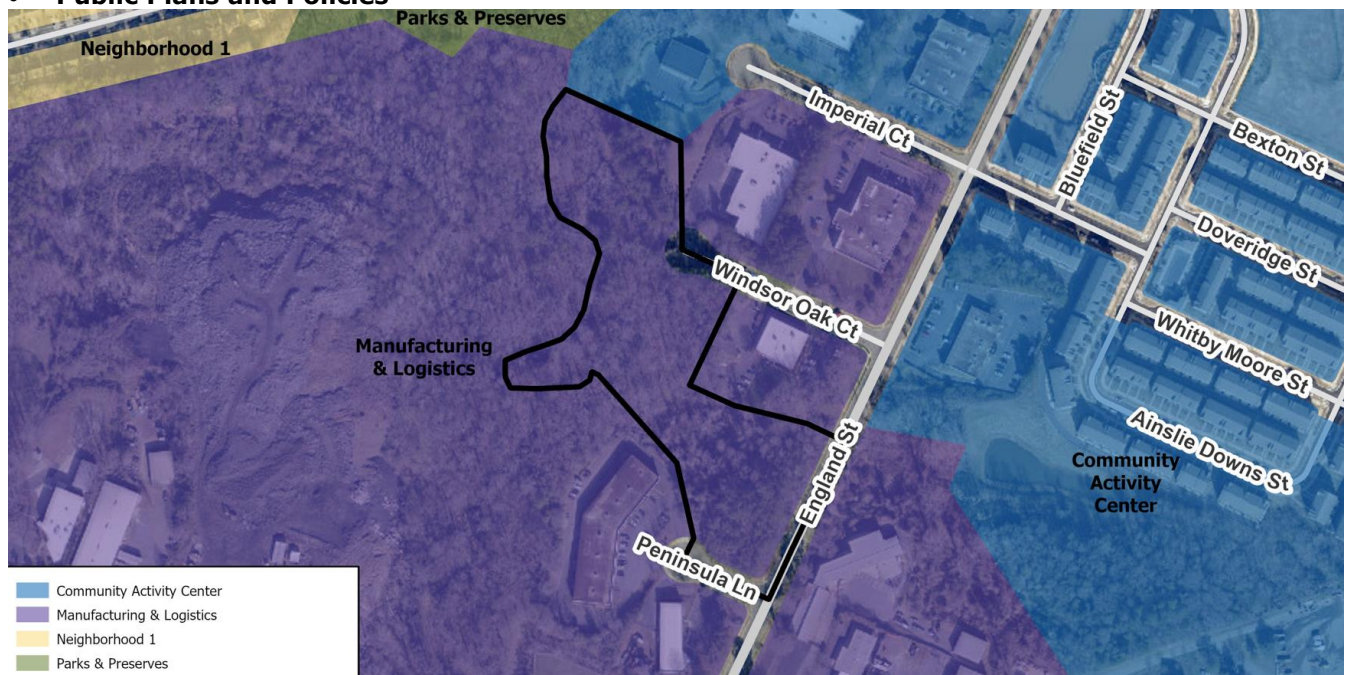 • Public Plans and Policies
Parks & Preserves
Neighborhood 1
Imperial Ct
Bluefield St
Bexton St
Doveridge St
Windsor Oak Ct
Whitby Moore St
Manufacturing
& Logistics
Ainslie Downs St
England St
Community
Activity
Center
Peninsula Ln
Community Activity Center
Manufacturing & Logistics
Neighborhood 1
Parks & Preserves